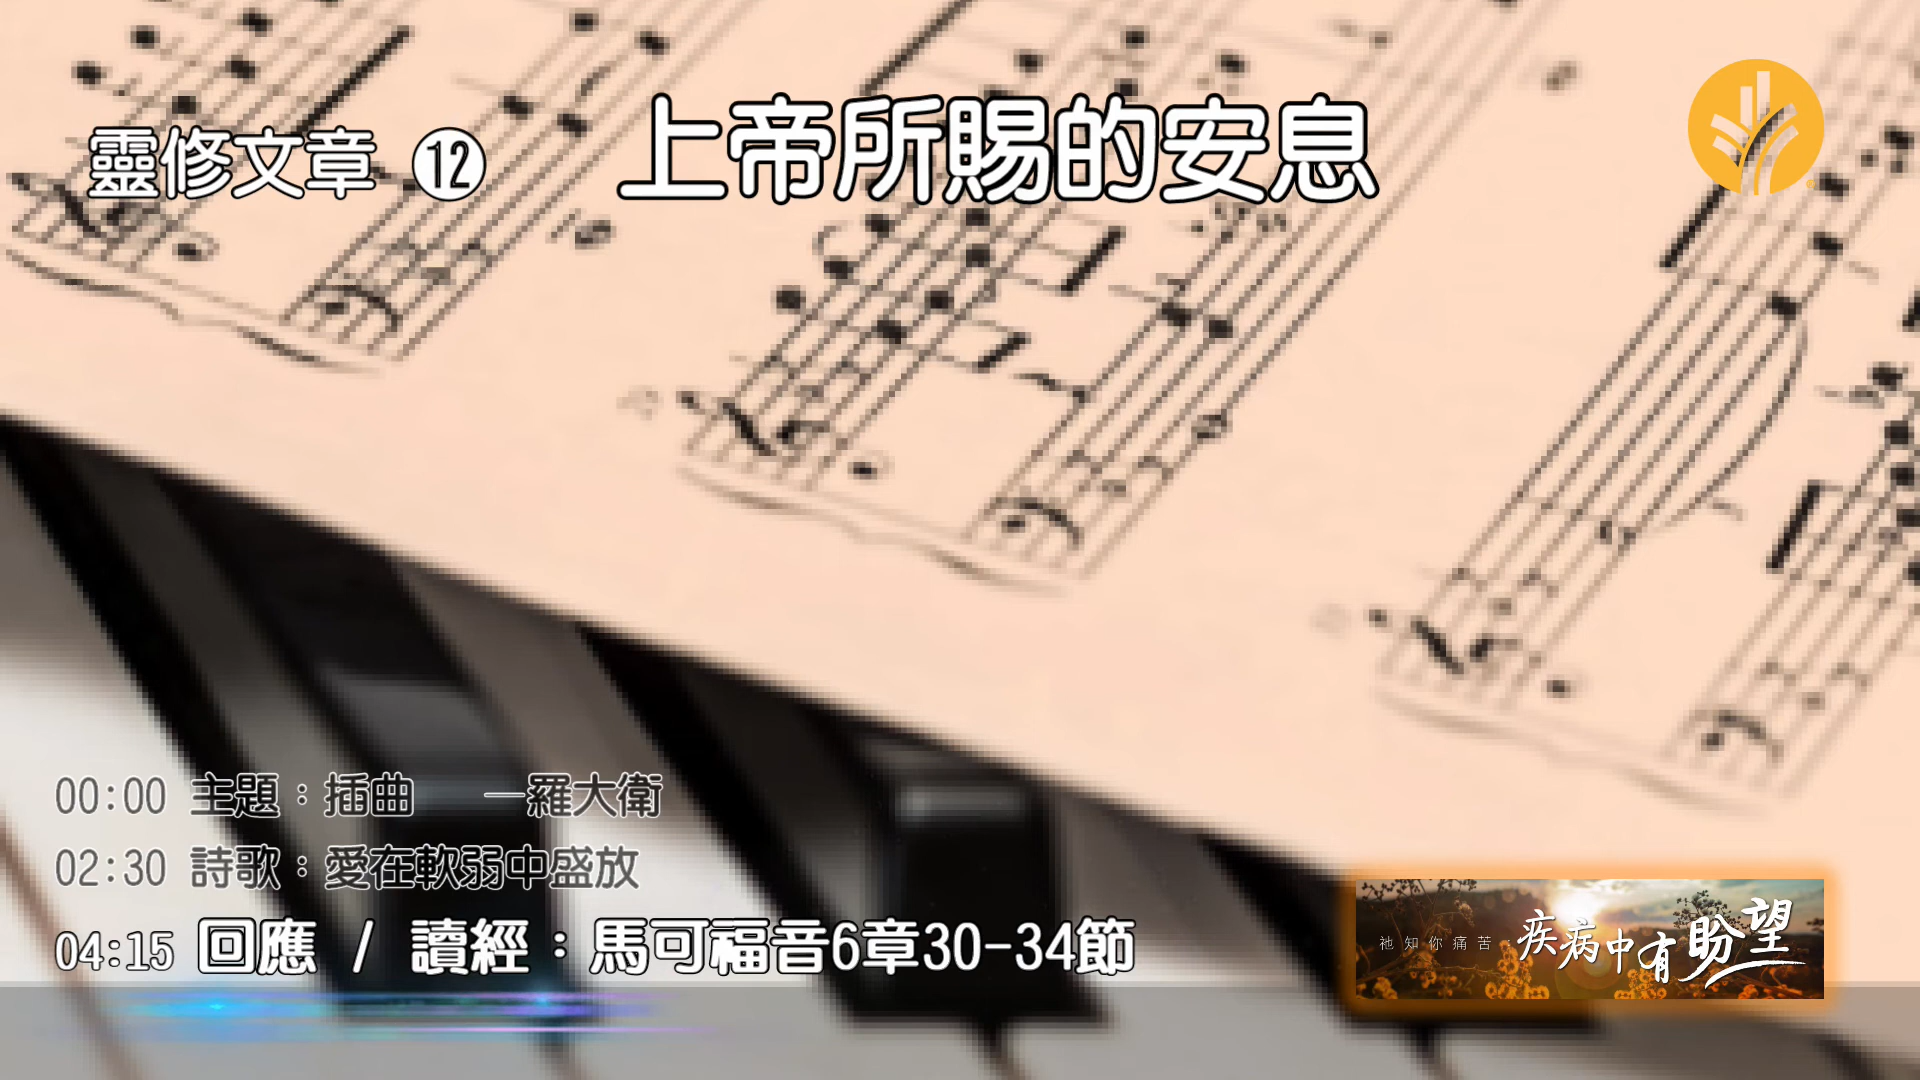 靈修文章 ⓬ 上帝所賜的安息
00:00 主題：插曲 —羅大衛
02:30 詩歌：愛在軟弱中盛放
04:15 回應 / 讀經：馬可福音6章30-34節
祂知你痛苦 疾病中有盼望